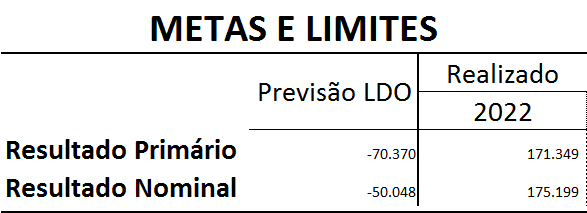 METAS E LIMITES
Previsão LDO Realizado
2022
Resultado Primário -70.370 171.349
Resultado Nominal -50.048 175.199